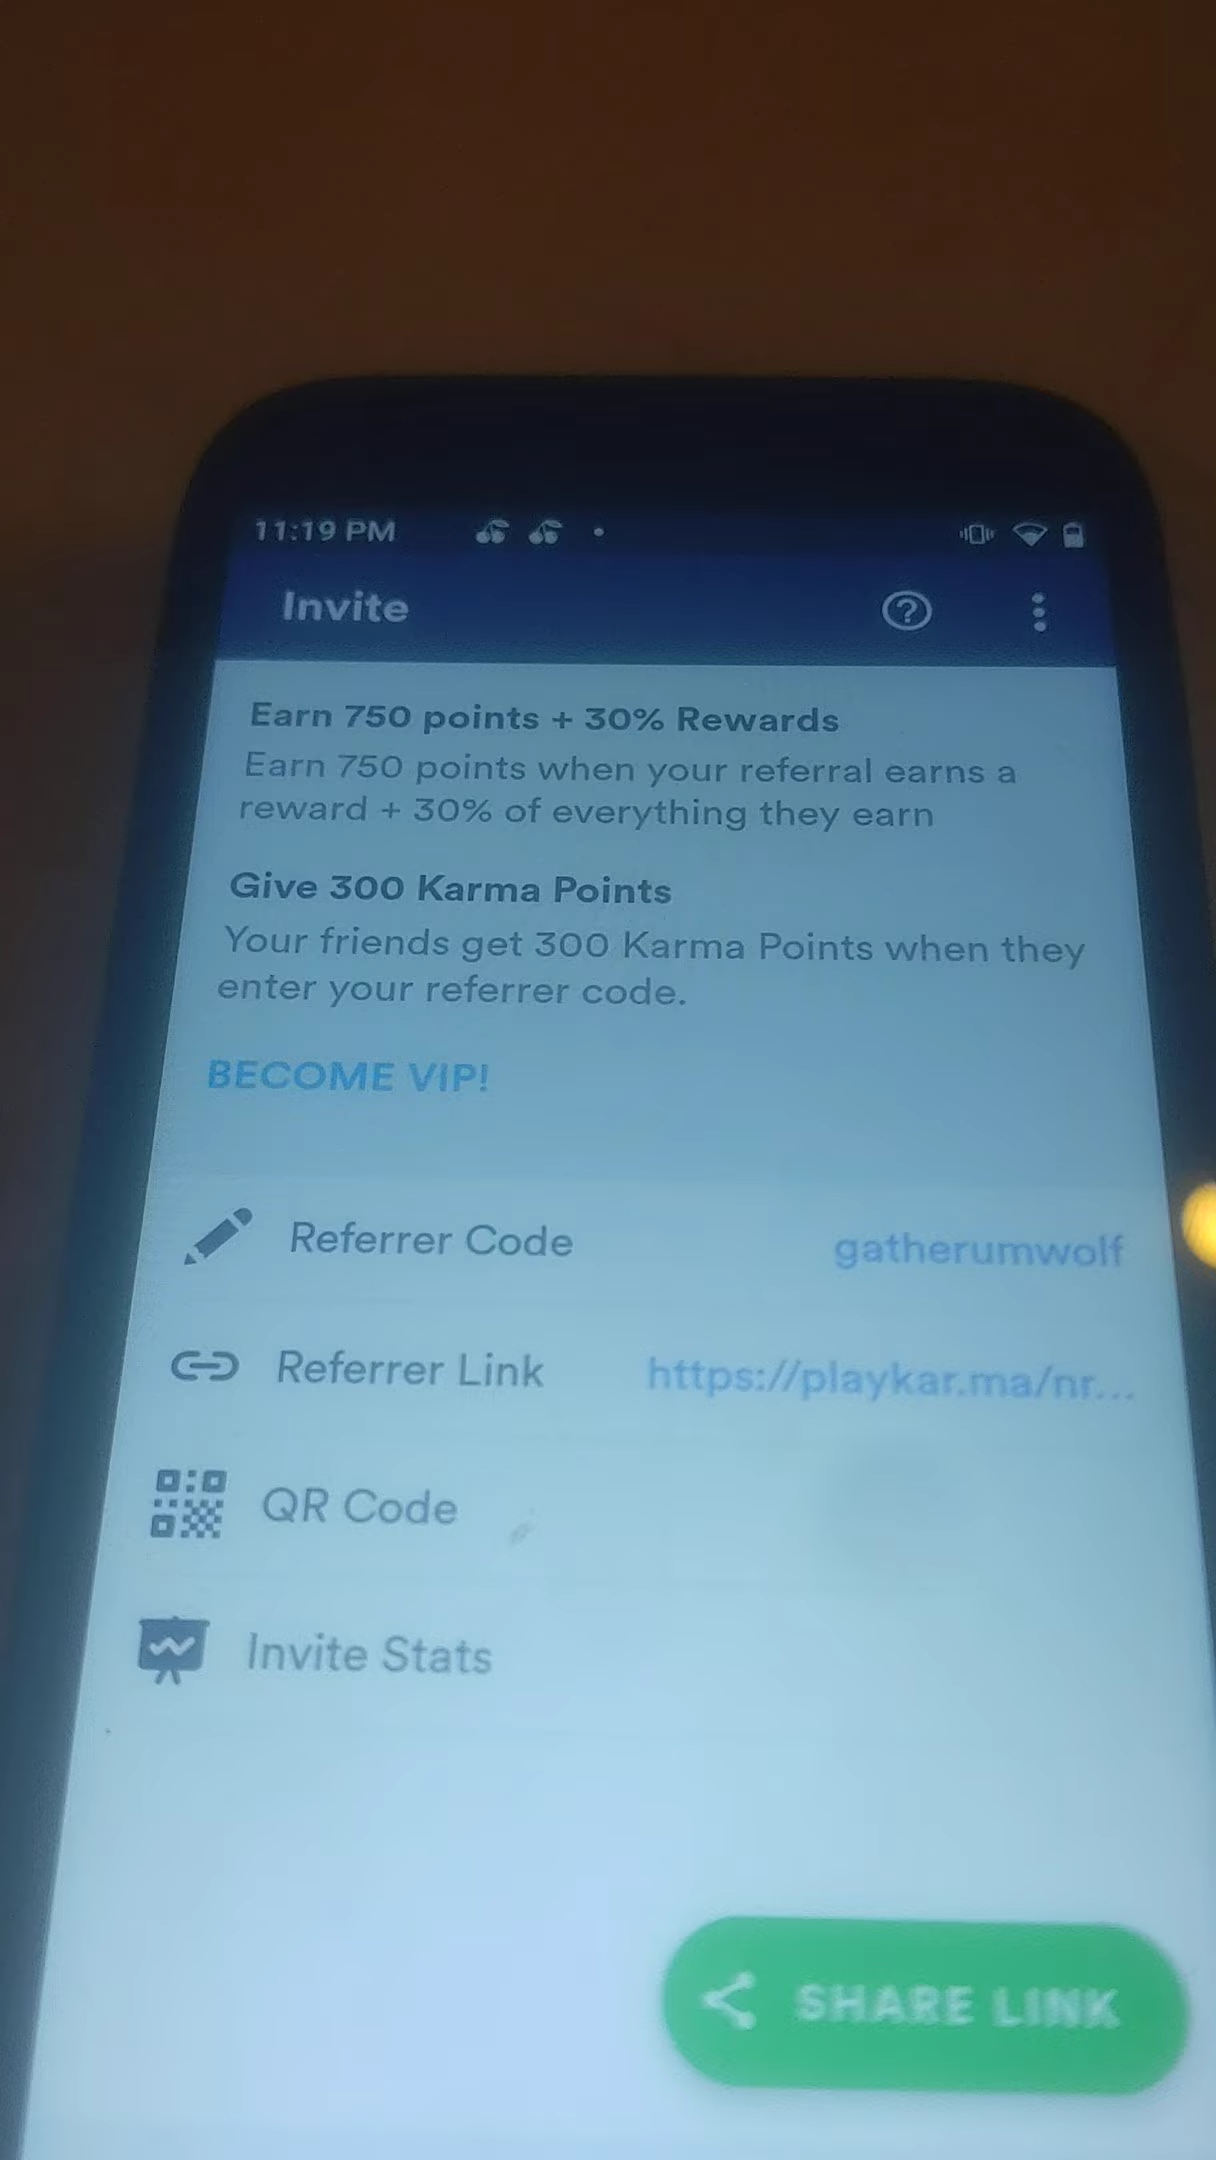 11:19 PM
Invite
Earn 750 points + 30% Rewards
Earn 750 points when your referral earns a
reward + 30% of everything they earn
Give 300 Karma Points
Your friends get 300 Karma Points when they
enter your referrer code.
BECOME VIP!
Referrer Code gatherumwolf
Referrer Link https://playkar.ma/nr...
QR Code
Invite Stats
SHARE LINK